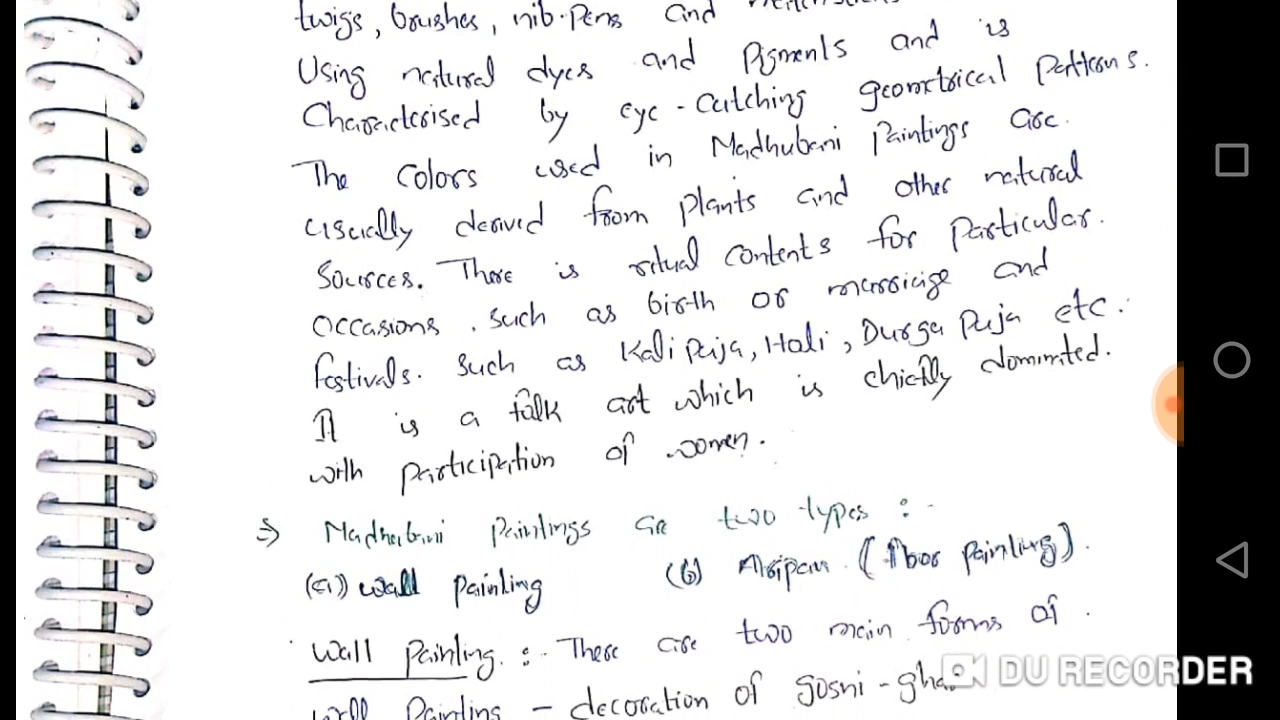 twigs, brushes, nib-pens and
Using natural dyes and pigments and is
Characterised by eye-catching geometrical patterns.
The colors used in Madhubani Paintings are.
usually derived from plants and other natural
Sources. There is ritual contents for particular.
occasions. such as birth or marriage and
festivals. such as Kali puja, Holi, Durga puja etc.
It is a folk art which is chiefly dominated.
with participation of women.
⇒ Madhubani Paintings are two types :-
(a) wall painting (b) Aripan. (floor painting).
Wall painting :- There are two main forms of
wall painting - decoration of gosni-ghar
DU RECORDER